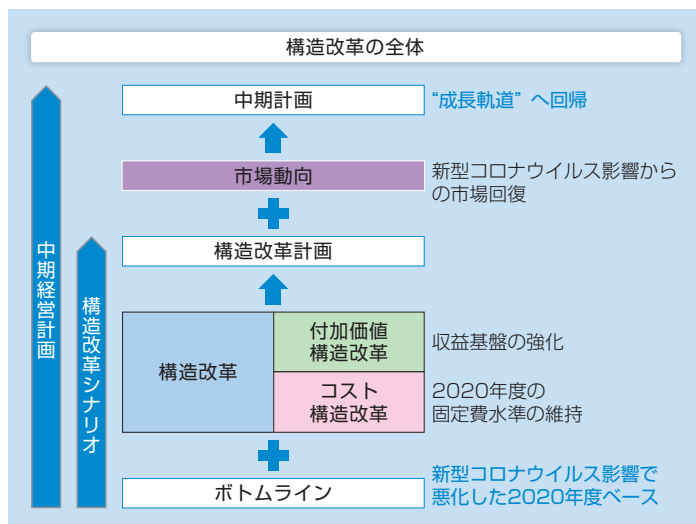 構造改革の全体
中期計画
“成長軌道” へ回帰
市場動向
新型コロナウイルス影響から
の市場回復
構造改革計画
構造改革
付加価値
構造改革
収益基盤の強化
コスト
構造改革
2020年度の
固定費水準の維持
ボトムライン
新型コロナウイルス影響で
悪化した2020年度ベース
中期経営計画
構造改革シナリオ